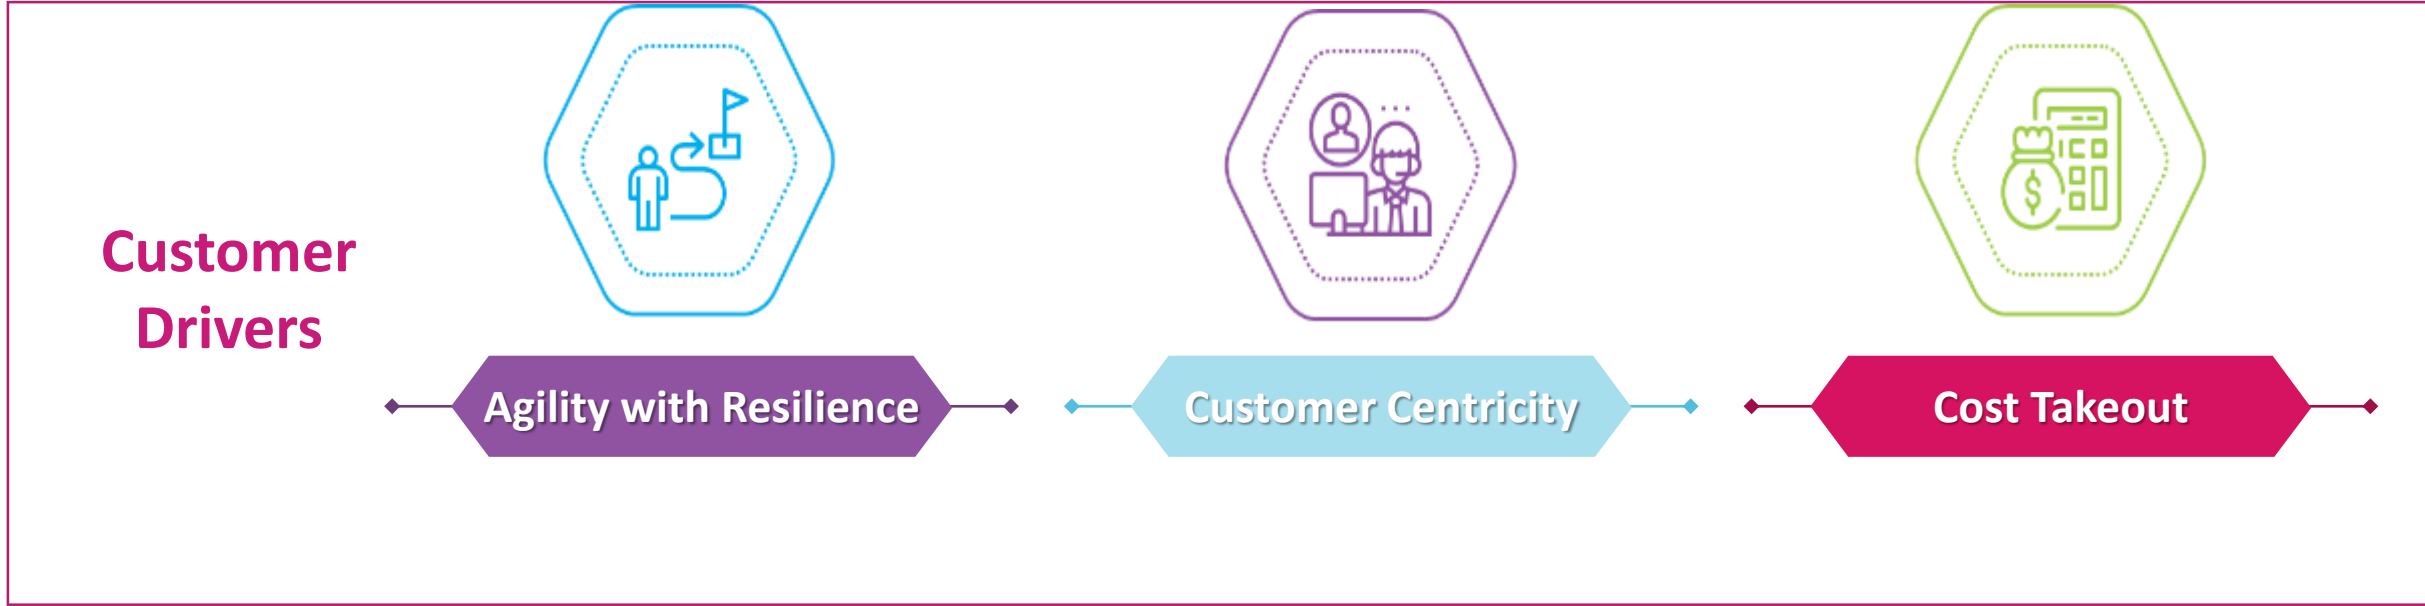 Customer
Drivers
Agility with Resilience
Customer Centricity
Cost Takeout